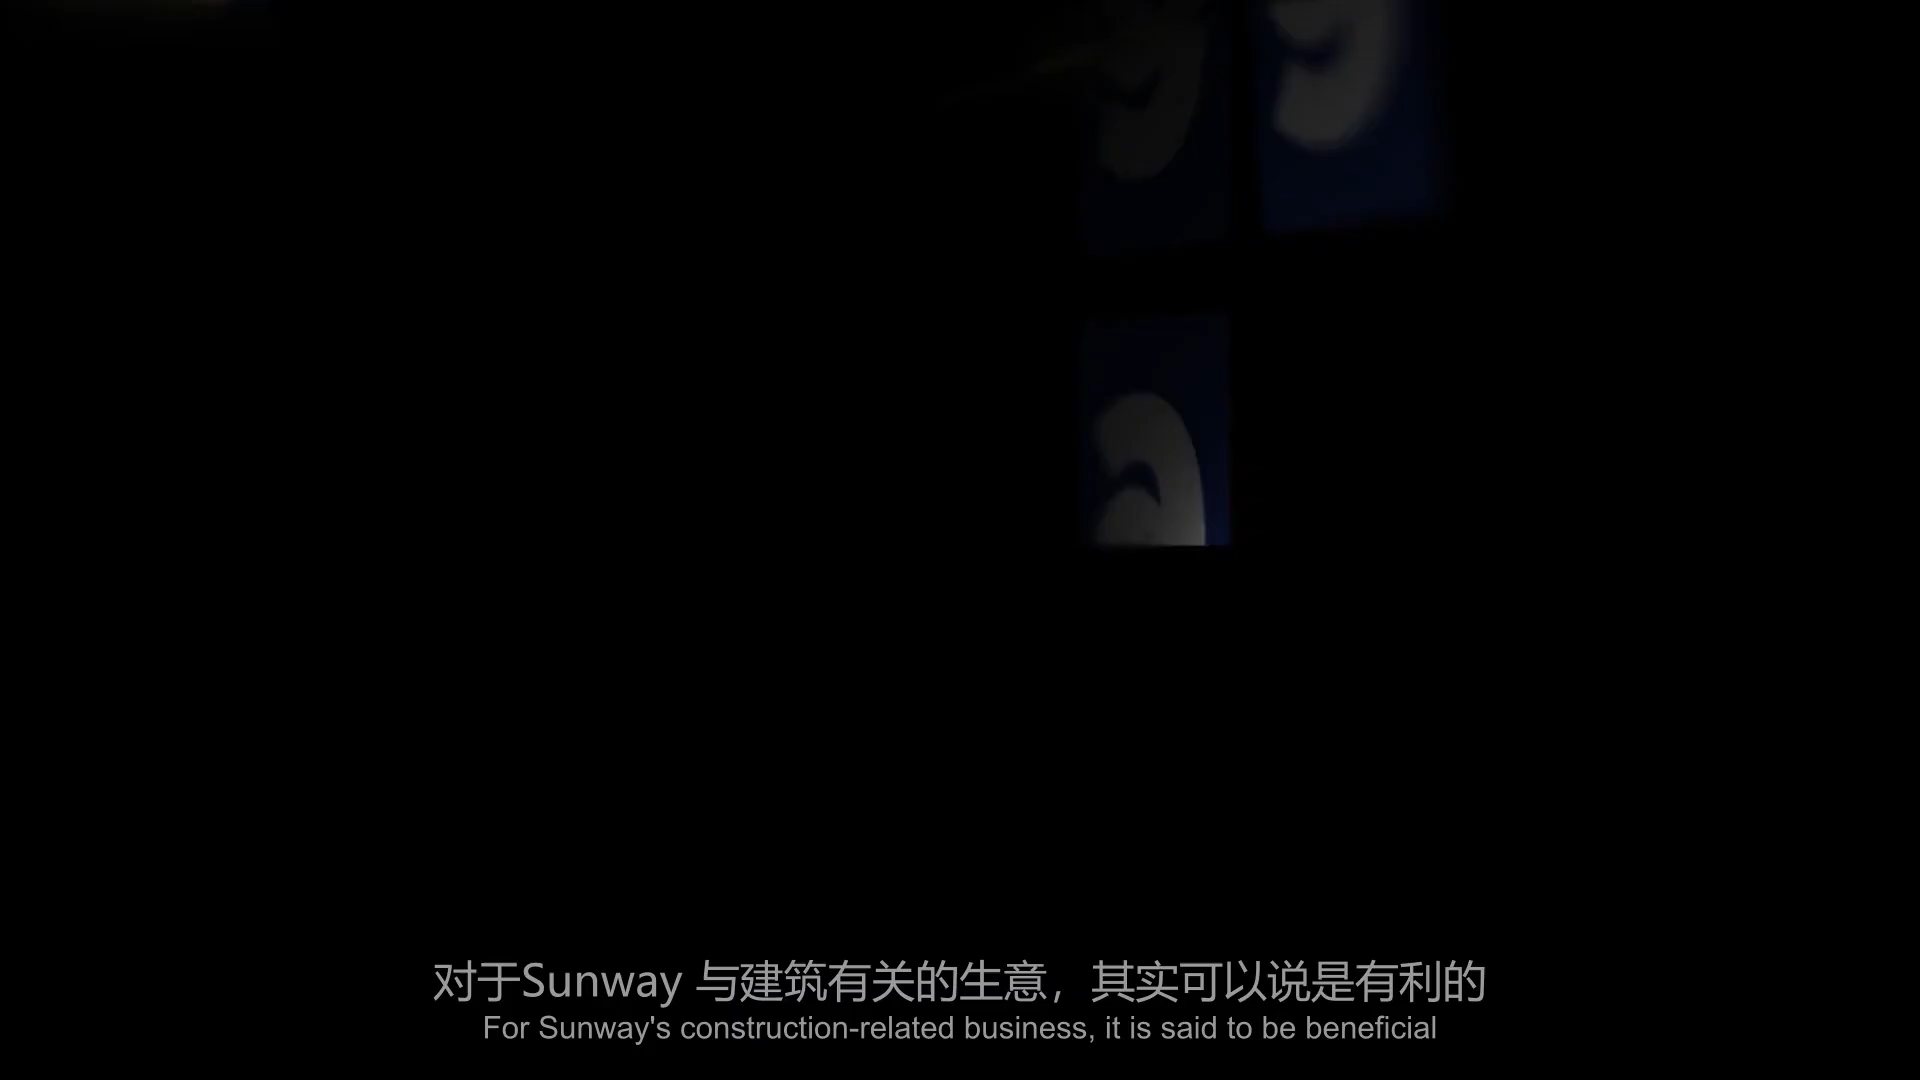 对于Sunway 与建筑有关的生意，其实可以说是有利的
For Sunway's construction-related business, it is said to be beneficial